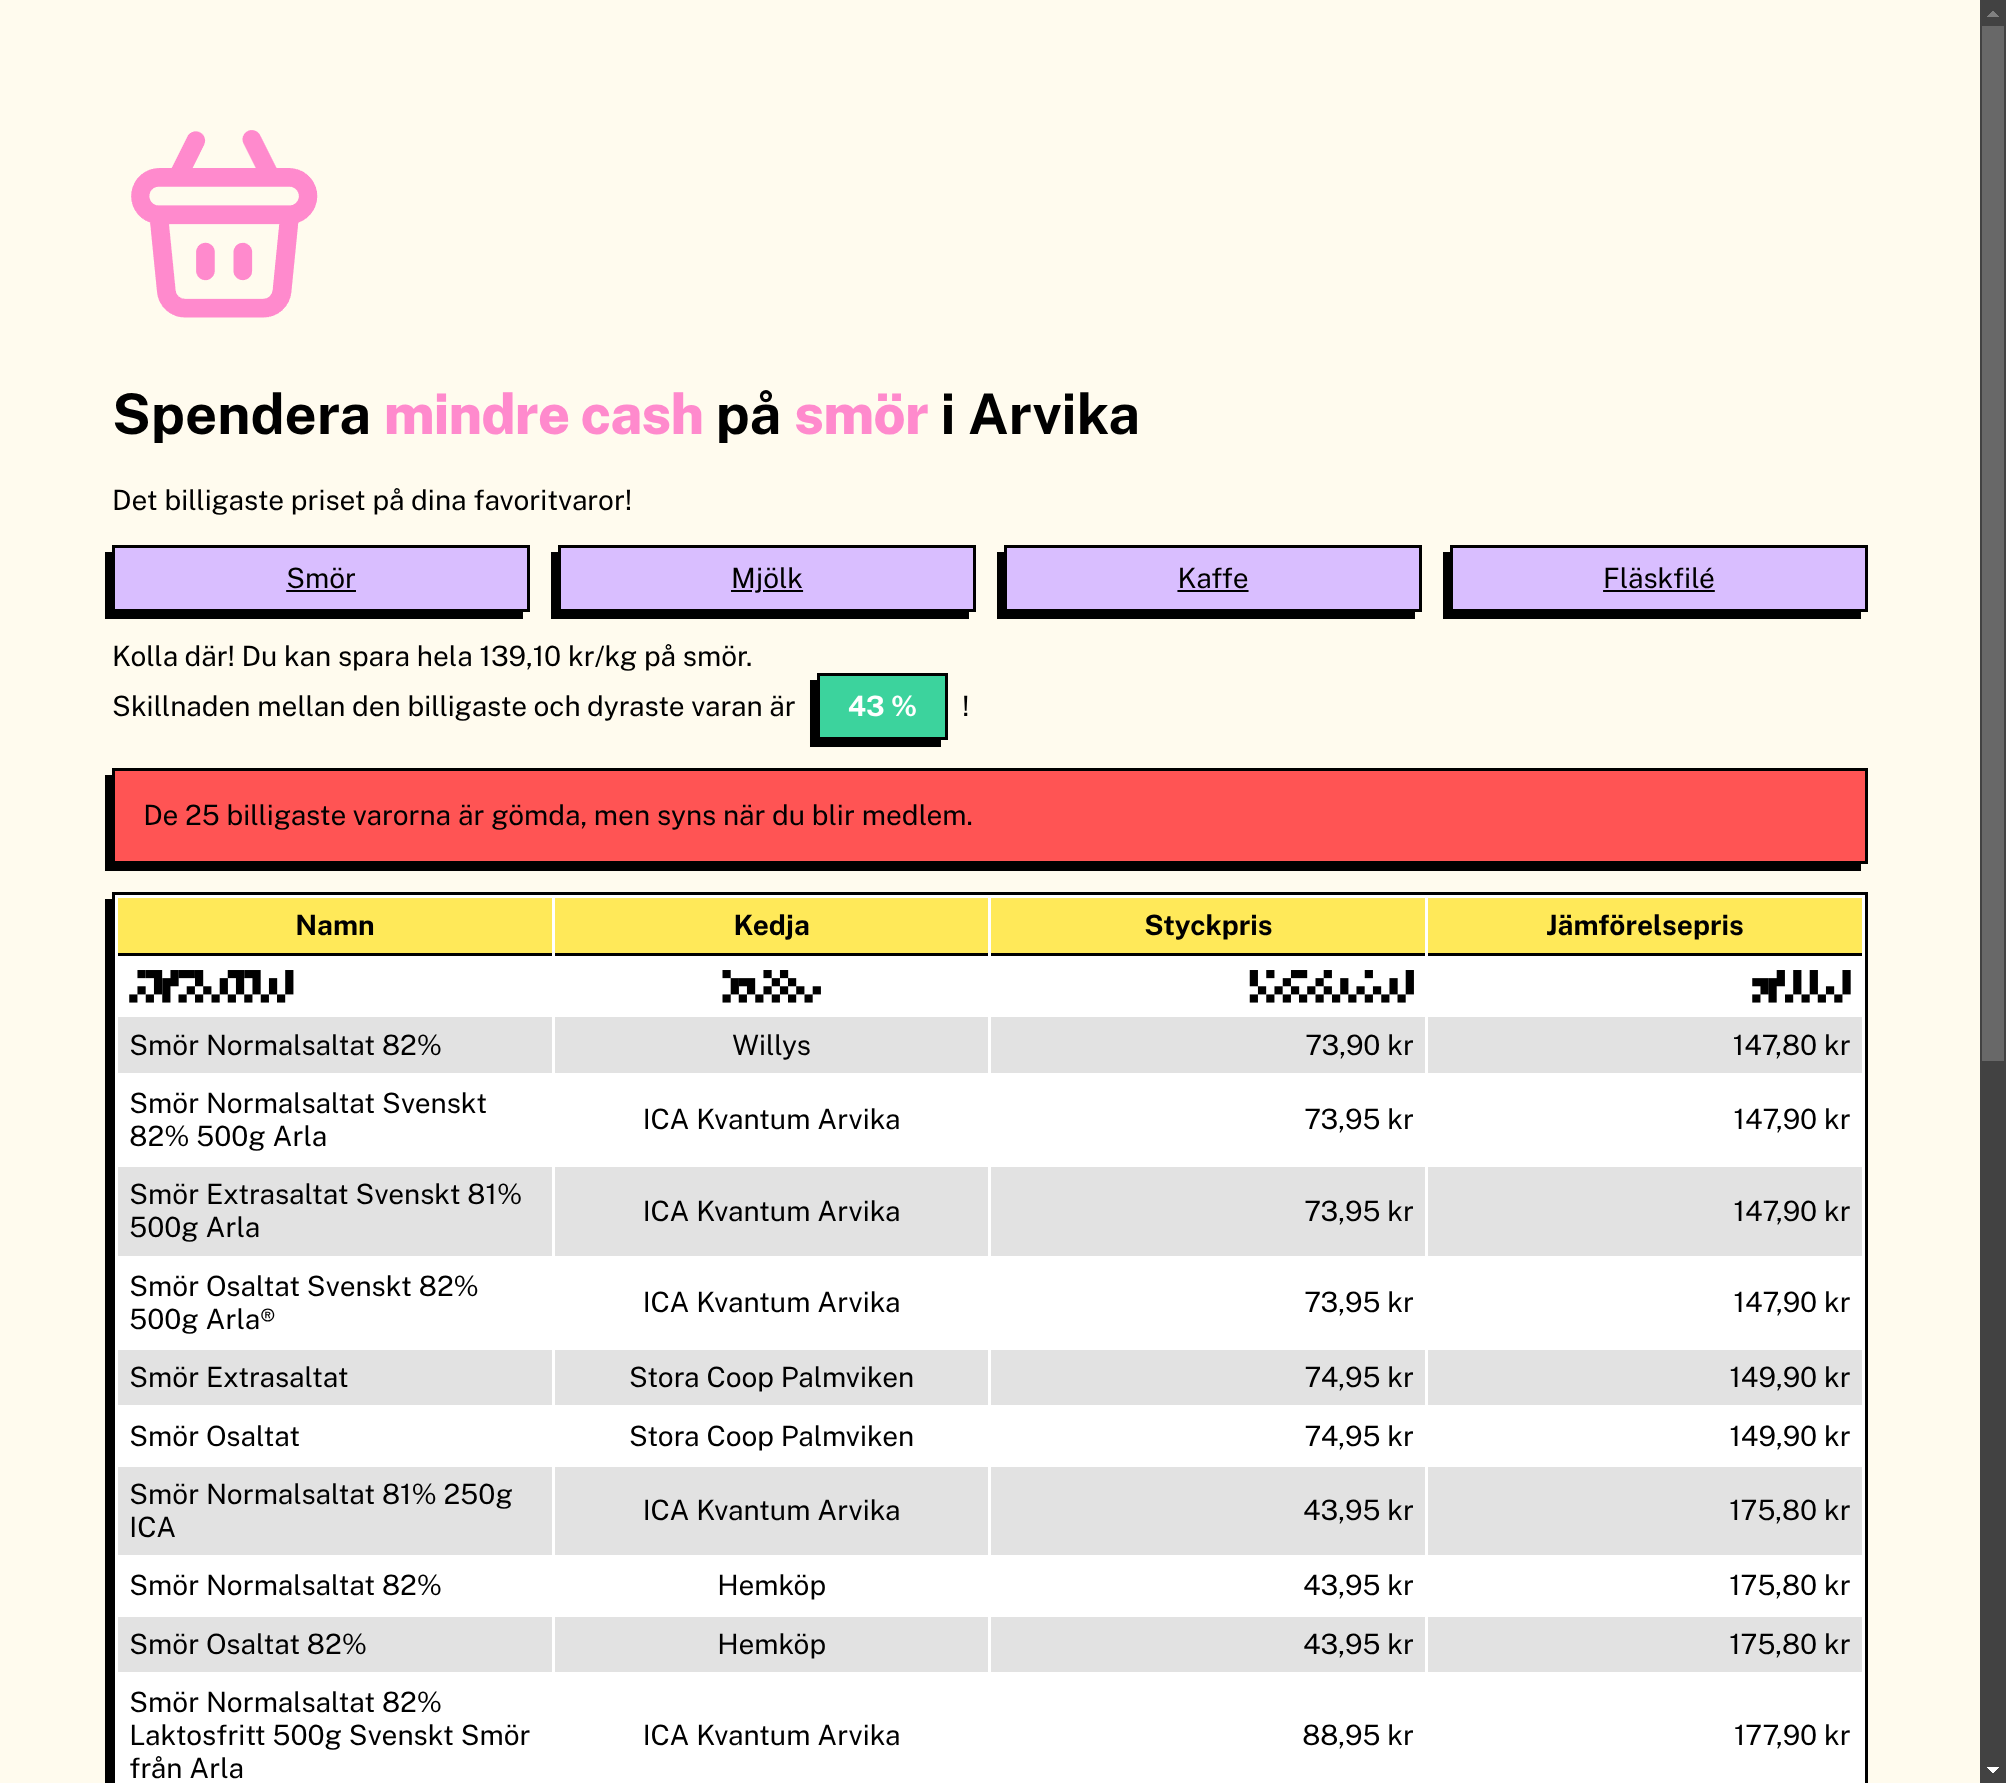 Spendera mindre cash på smör i Arvika
Det billigaste priset på dina favoritvaror!
Smör Mjölk Kaffe Fläskfilé
Kolla där! Du kan spara hela 139,10 kr/kg på smör.
Skillnaden mellan den billigaste och dyraste varan är 43 % !
De 25 billigaste varorna är gömda, men syns när du blir medlem.
Namn Kedja Styckpris Jämförelsepris
Smör Normalsaltat 82% Willys 73,90 kr 147,80 kr
Smör Normalsaltat Svenskt
82% 500g Arla ICA Kvantum Arvika 73,95 kr 147,90 kr
Smör Extrasaltat Svenskt 81%
500g Arla ICA Kvantum Arvika 73,95 kr 147,90 kr
Smör Osaltat Svenskt 82%
500g Arla® ICA Kvantum Arvika 73,95 kr 147,90 kr
Smör Extrasaltat Stora Coop Palmviken 74,95 kr 149,90 kr
Smör Osaltat Stora Coop Palmviken 74,95 kr 149,90 kr
Smör Normalsaltat 81% 250g
ICA ICA Kvantum Arvika 43,95 kr 175,80 kr
Smör Normalsaltat 82% Hemköp 43,95 kr 175,80 kr
Smör Osaltat 82% Hemköp 43,95 kr 175,80 kr
Smör Normalsaltat 82%
Laktosfritt 500g Svenskt Smör ICA Kvantum Arvika 88,95 kr 177,90 kr
från Arla